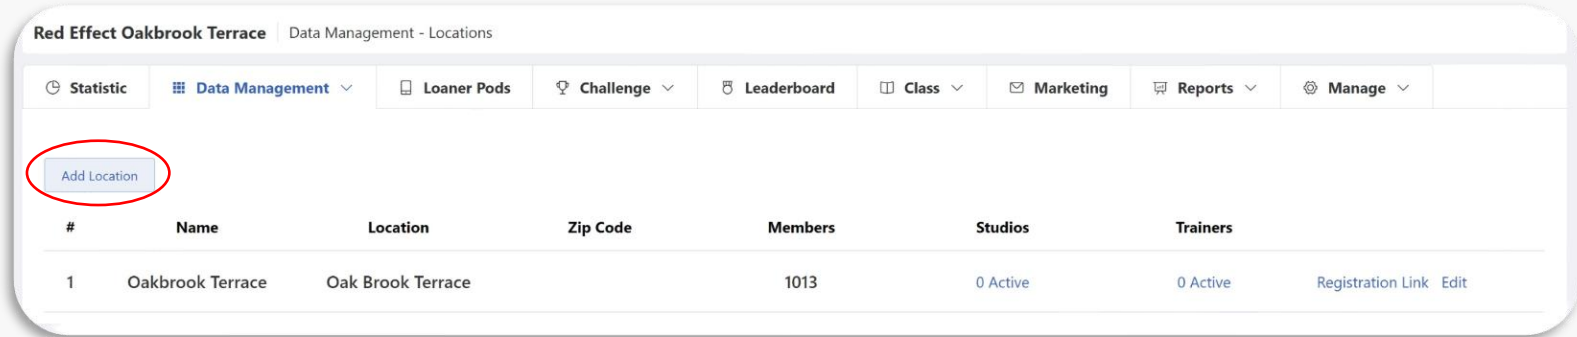 Red Effect Oakbrook Terrace Data Management - Locations
Statistic Data Management Loaner Pods Challenge Leaderboard Class Marketing Reports Manage
Add Location
# Name Location Zip Code Members Studios Trainers
1 Oakbrook Terrace Oak Brook Terrace 1013 0 Active 0 Active Registration Link Edit